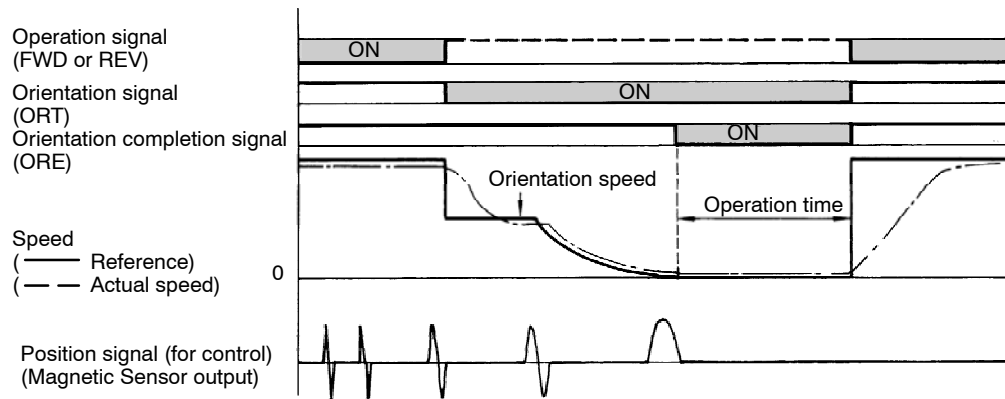 Operation signal
(FWD or REV)
ON
Orientation signal
(ORT)
ON
Orientation completion signal
(ORE)
ON
Orientation speed
Operation time
Speed
( Reference)
( Actual speed)
0
Position signal (for control)
(Magnetic Sensor output)